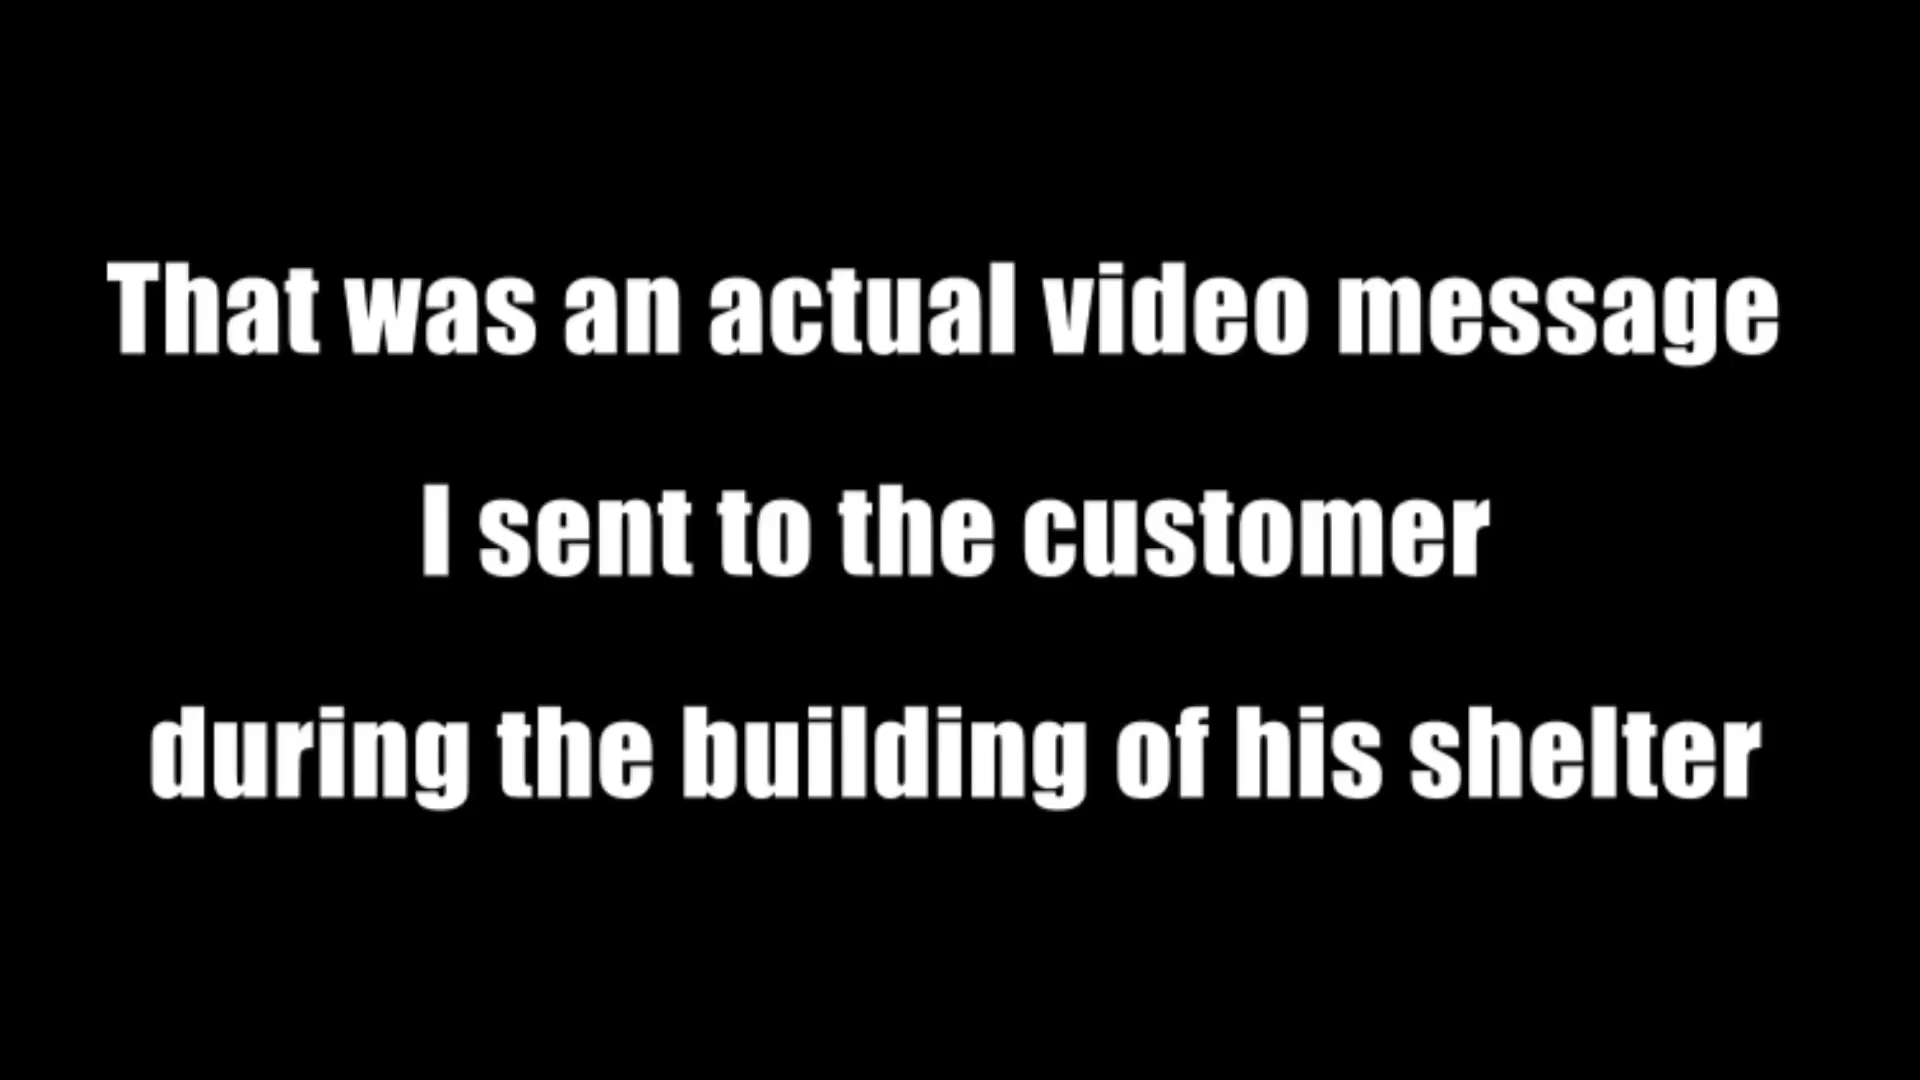 That was an actual video message
I sent to the customer
during the building of his shelter